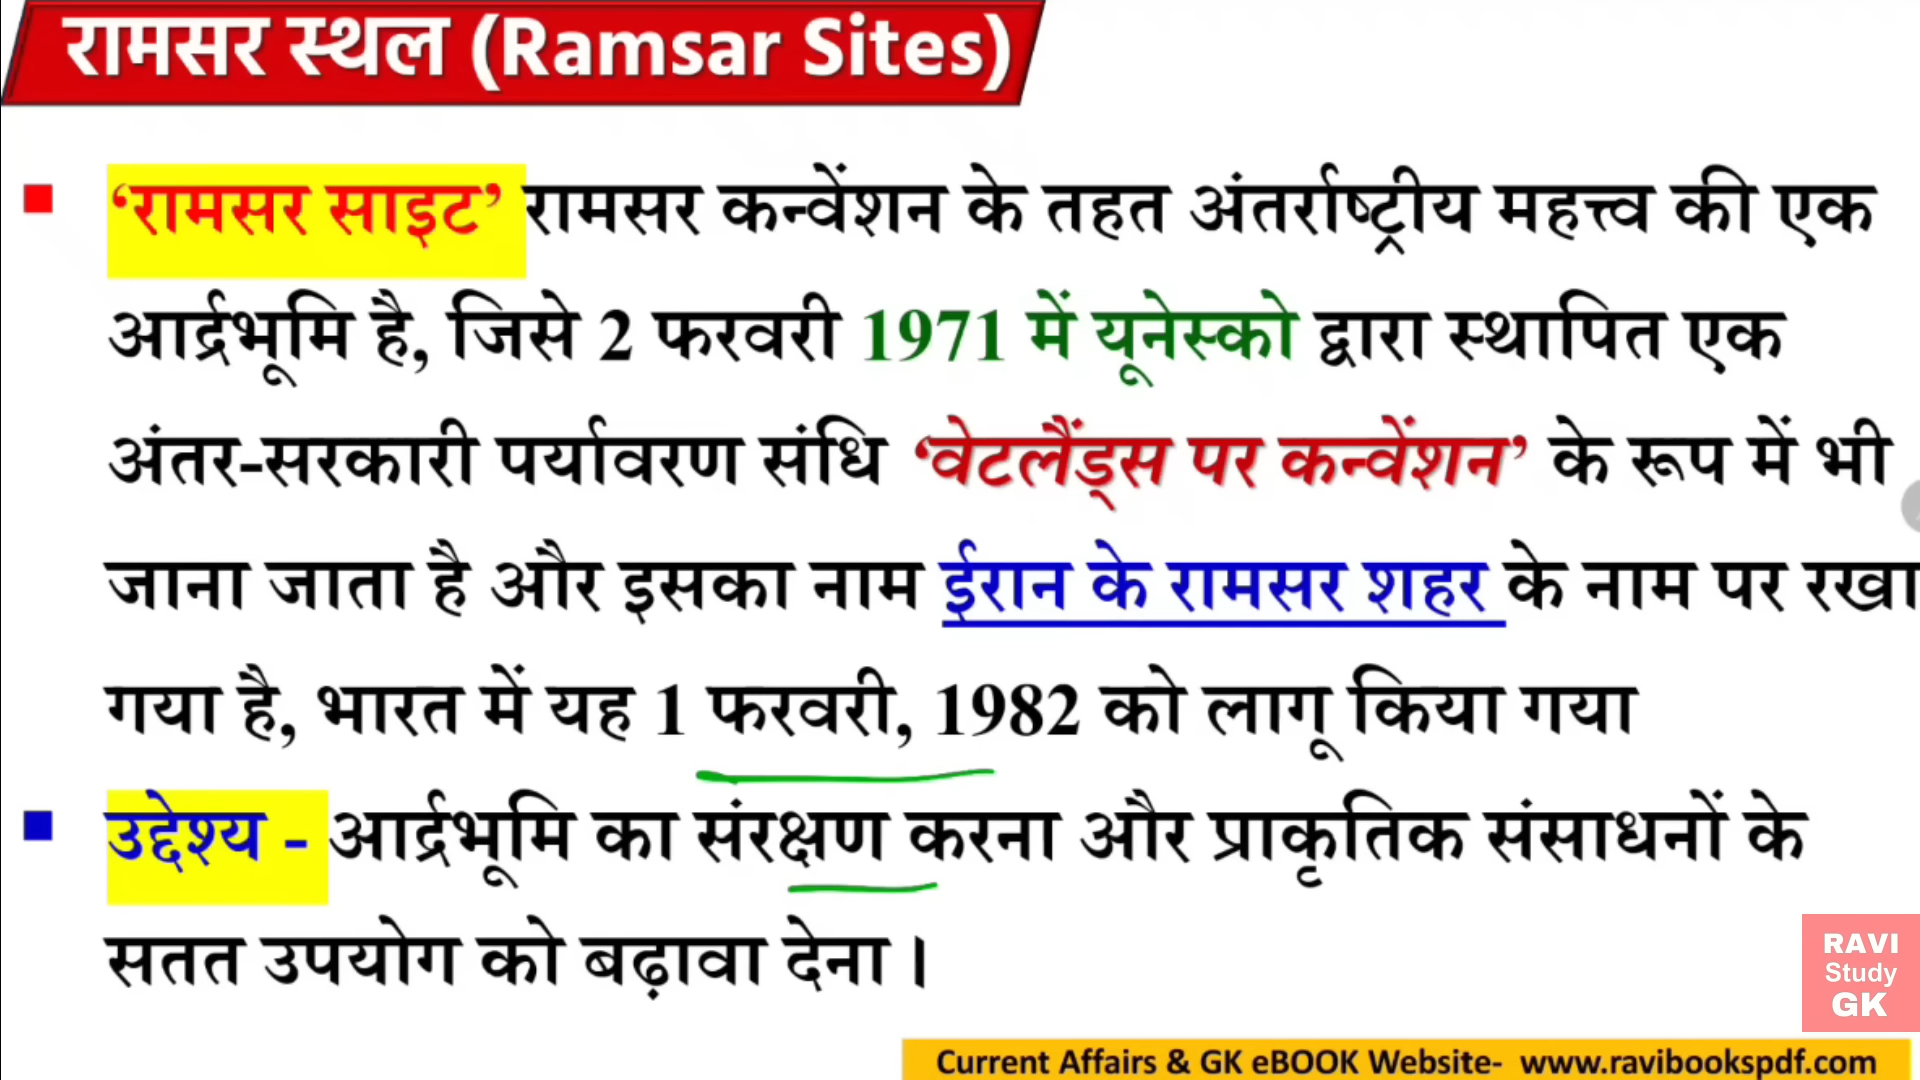 रामसर स्थल (Ramsar Sites)
‘रामसर साइट’ रामसर कन्वेंशन के तहत अंतर्राष्ट्रीय महत्त्व की एक
आर्द्रभूमि है, जिसे 2 फरवरी 1971 में यूनेस्को द्वारा स्थापित एक
अंतर-सरकारी पर्यावरण संधि ‘वेटलैंड्स पर कन्वेंशन’ के रूप में भी
जाना जाता है और इसका नाम ईरान के रामसर शहर के नाम पर रखा
गया है, भारत में यह 1 फरवरी, 1982 को लागू किया गया
उद्देश्य - आर्द्रभूमि का संरक्षण करना और प्राकृतिक संसाधनों के
सतत उपयोग को बढ़ावा देना।
RAVI
Study
GK
Current Affairs & GK eBOOK Website- www.ravibookspdf.com